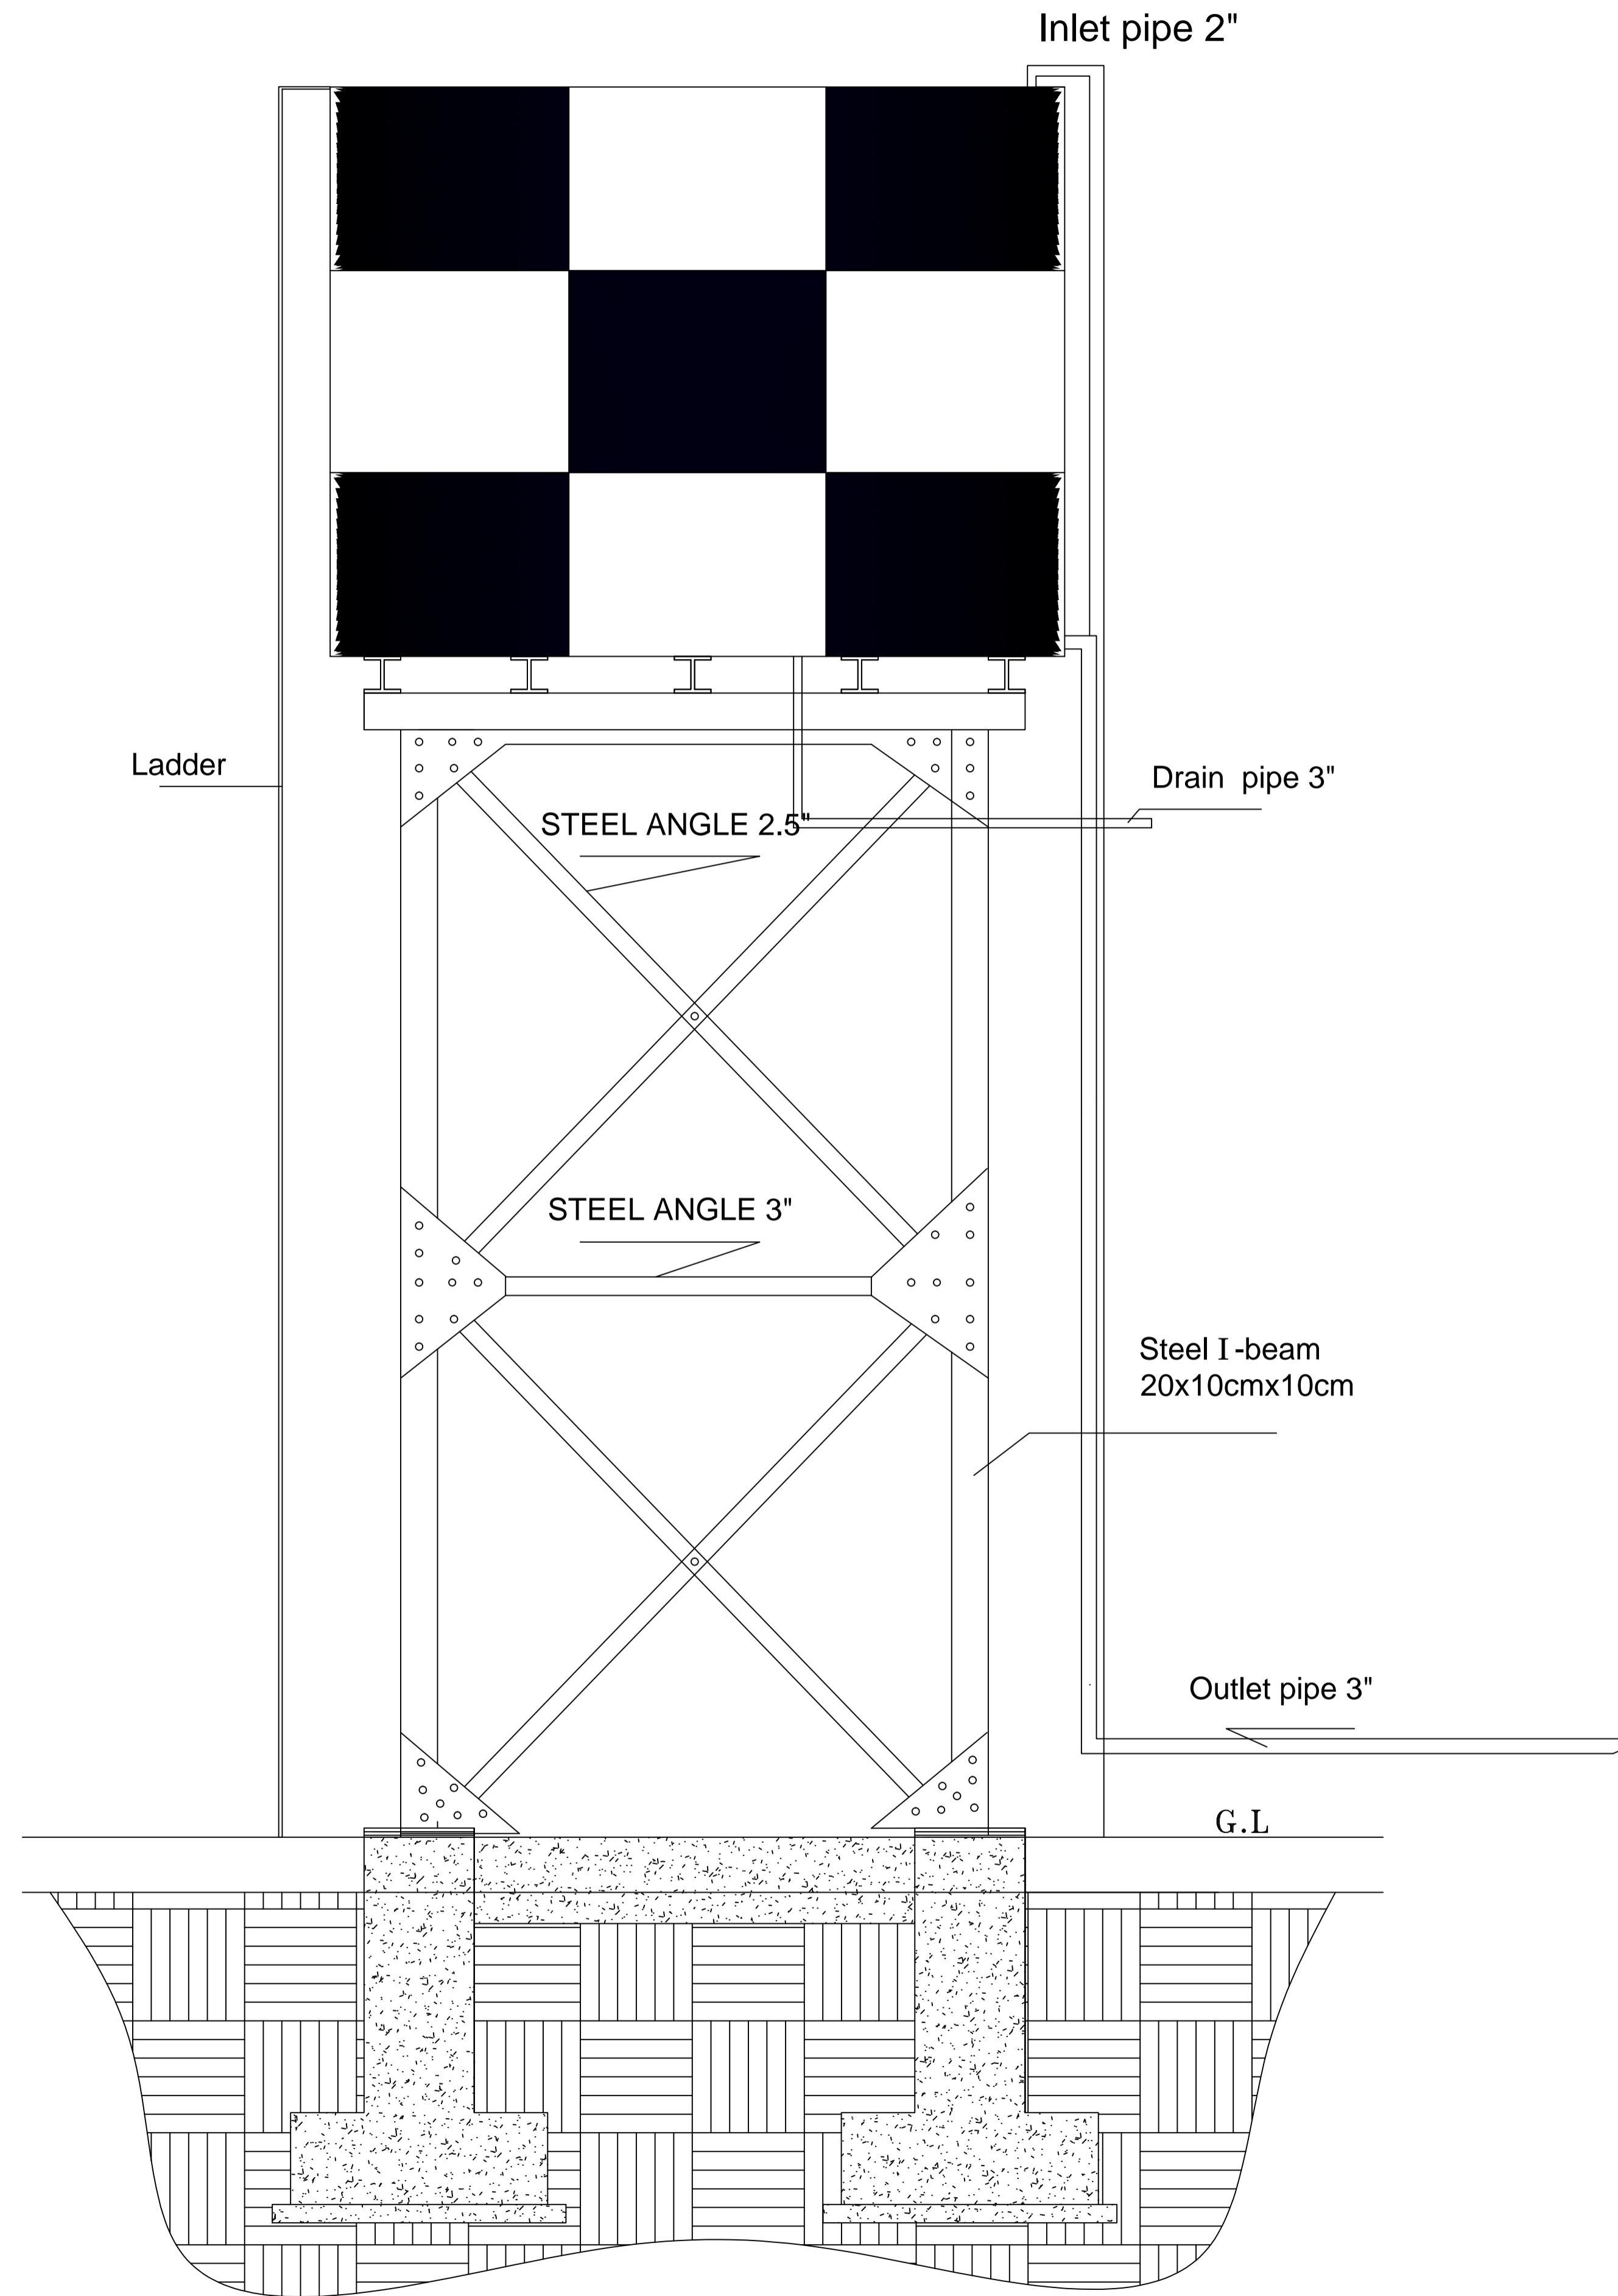 Inlet pipe 2"
Ladder
Drain  pipe 3"
STEEL ANGLE 2.5"
STEEL ANGLE 3"
Steel I -beam
20x10cmx10cm
Outlet pipe 3"
G.L